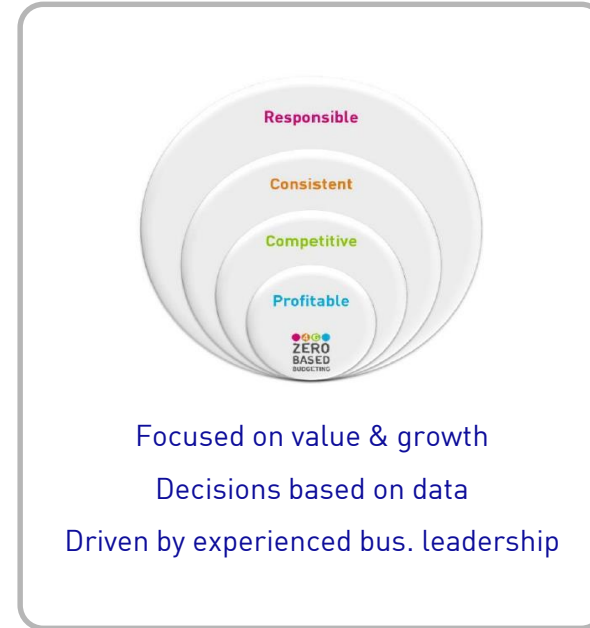 Responsible
Consistent
Competitive
Profitable
4G
ZERO
BASED
BUDGETING
Focused on value & growth
Decisions based on data
Driven by experienced bus. leadership